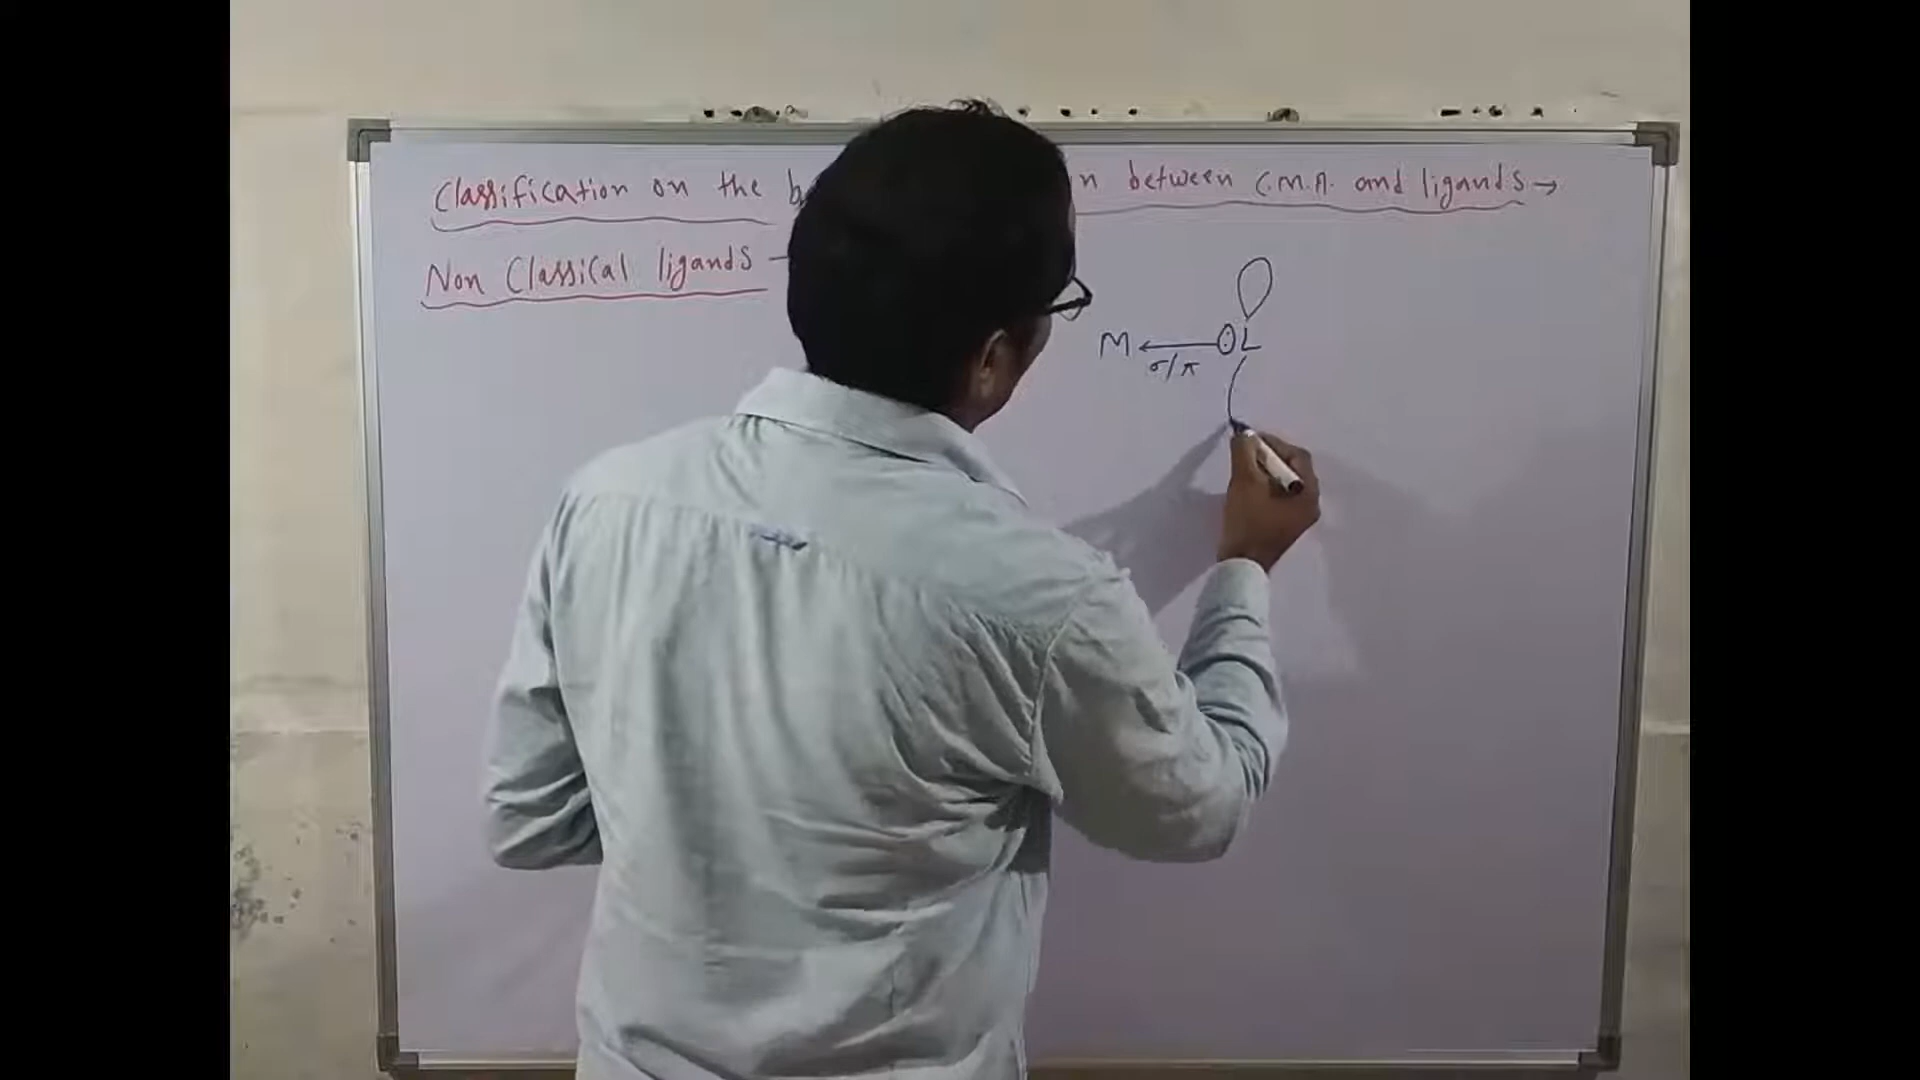 Classification on the between C.M.A. and ligands →
Non Classical ligands -
M ← L
σ/π